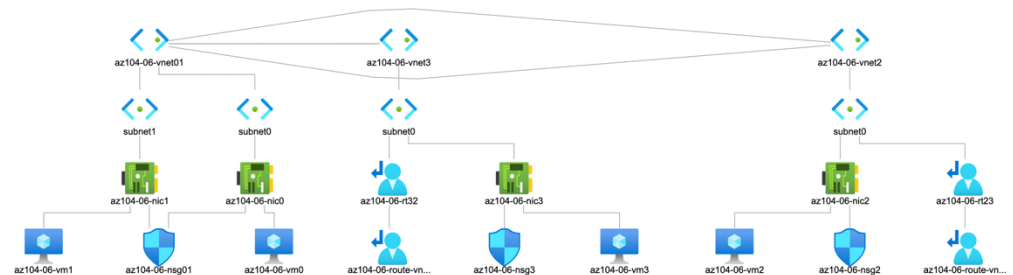 az104-06-vnet01
az104-06-vnet3
az104-06-vnet2
subnet1
subnet0
subnet0
subnet0
az104-06-nic1
az104-06-nic0
az104-06-rt32
az104-06-nic3
az104-06-nic2
az104-06-rt23
az104-06-vm1
az104-06-nsg01
az104-06-vm0
az104-06-route-vn...
az104-06-nsg3
az104-06-vm3
az104-06-vm2
az104-06-nsg2
az104-06-route-vn...